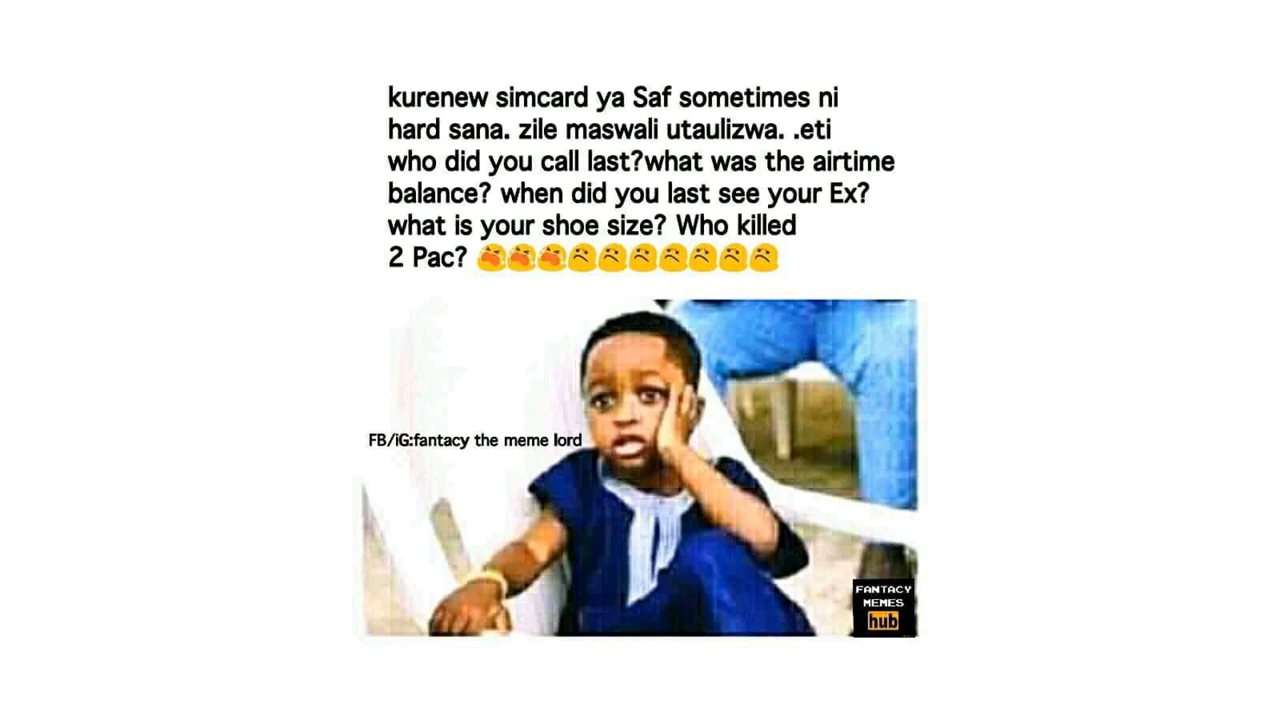 kurenew simcard ya Saf sometimes ni
hard sana. zile maswali utaulizwa. .eti
who did you call last?what was the airtime
balance? when did you last see your Ex?
what is your shoe size? Who killed
2 Pac? 😭😭😭😢😢😢😢😢😢😢
FB/iG:fantacy the meme lord
FANTACY
MEMES
hub